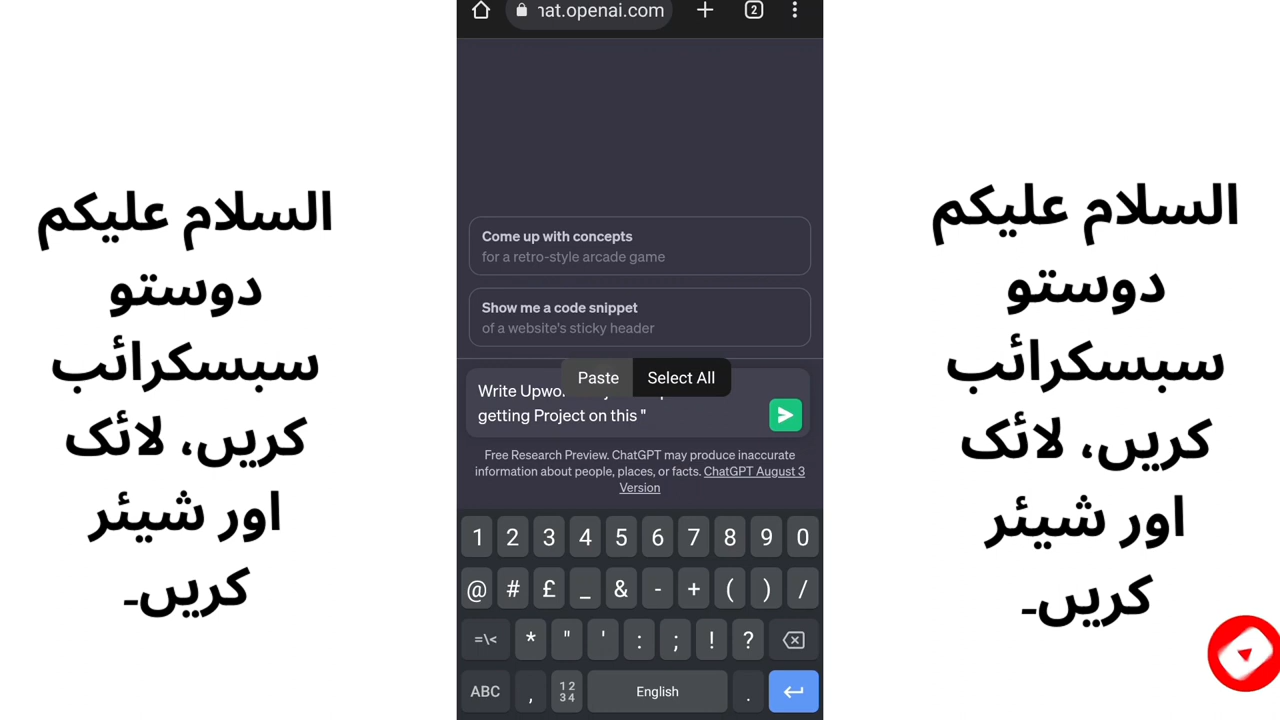 السلام علیکم
دوستو
سبسکرائب
کریں، لائک
اور شیئر
کریں۔
hat.openai.com
2
Come up with concepts
for a retro-style arcade game
Show me a code snippet
of a website's sticky header
Paste Select All
Write
getting Project on this "
Free Research Preview. ChatGPT may produce inaccurate
information about people, places, or facts. ChatGPT August 3
Version
1 2 3 4 5 6 7 8 9 0
@ # £ _ & - + ( ) /
=\< * " ' : ; ! ?
ABC , 12 34 English .
السلام علیکم
دوستو
سبسکرائب
کریں، لائک
اور شیئر
کریں۔